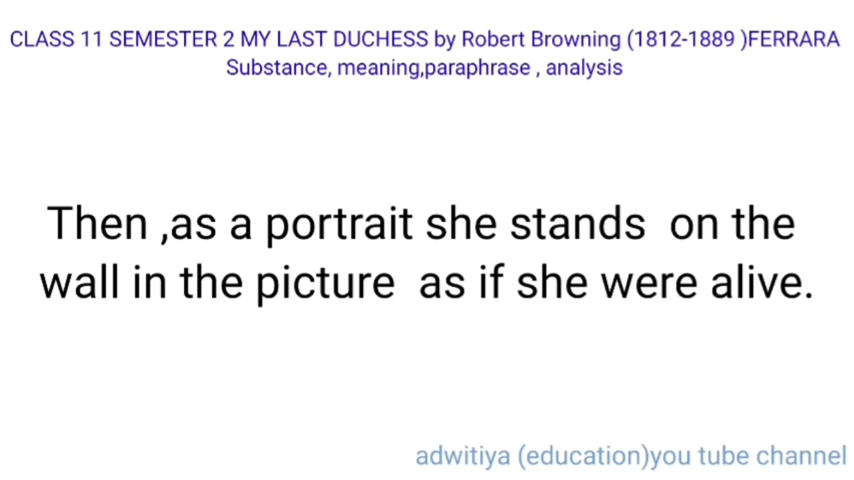 CLASS 11 SEMESTER 2 MY LAST DUCHESS by Robert Browning (1812-1889 )FERRARA
Substance, meaning,paraphrase , analysis
Then ,as a portrait she stands on the
wall in the picture as if she were alive.
adwitiya (education)you tube channel